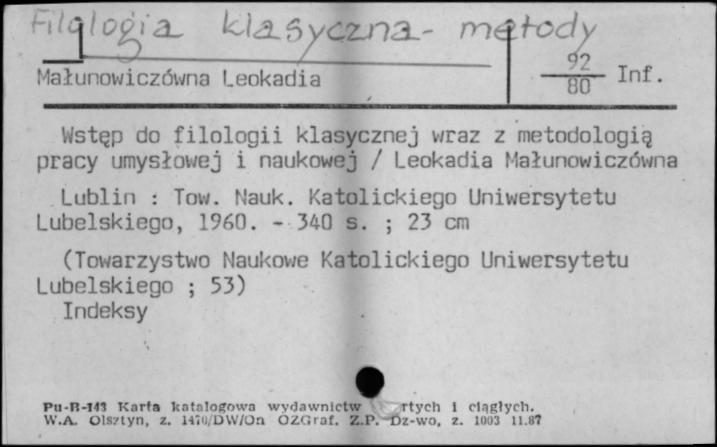 Filologia klasyczna - metody
92
Małunowiczówna Leokadia
80 Inf.
Wstęp do filologii klasycznej wraz z metodologią
pracy umysłowej i naukowej / Leokadia Małunowiczówna
Lublin : Tow. Nauk. Katolickiego Uniwersytetu
Lubelskiego, 1960. - 340 s. ; 23 cm
(Towarzystwo Naukowe Katolickiego Uniwersytetu
Lubelskiego ; 53)
Indeksy
Pu-B-143 Karta katalogowa wydawnictw rtych i ciągłych.
W.A. Olsztyn, z. 1470/DW/On OZGraf. Z.P. Dz-wo, z. 1003 11.87